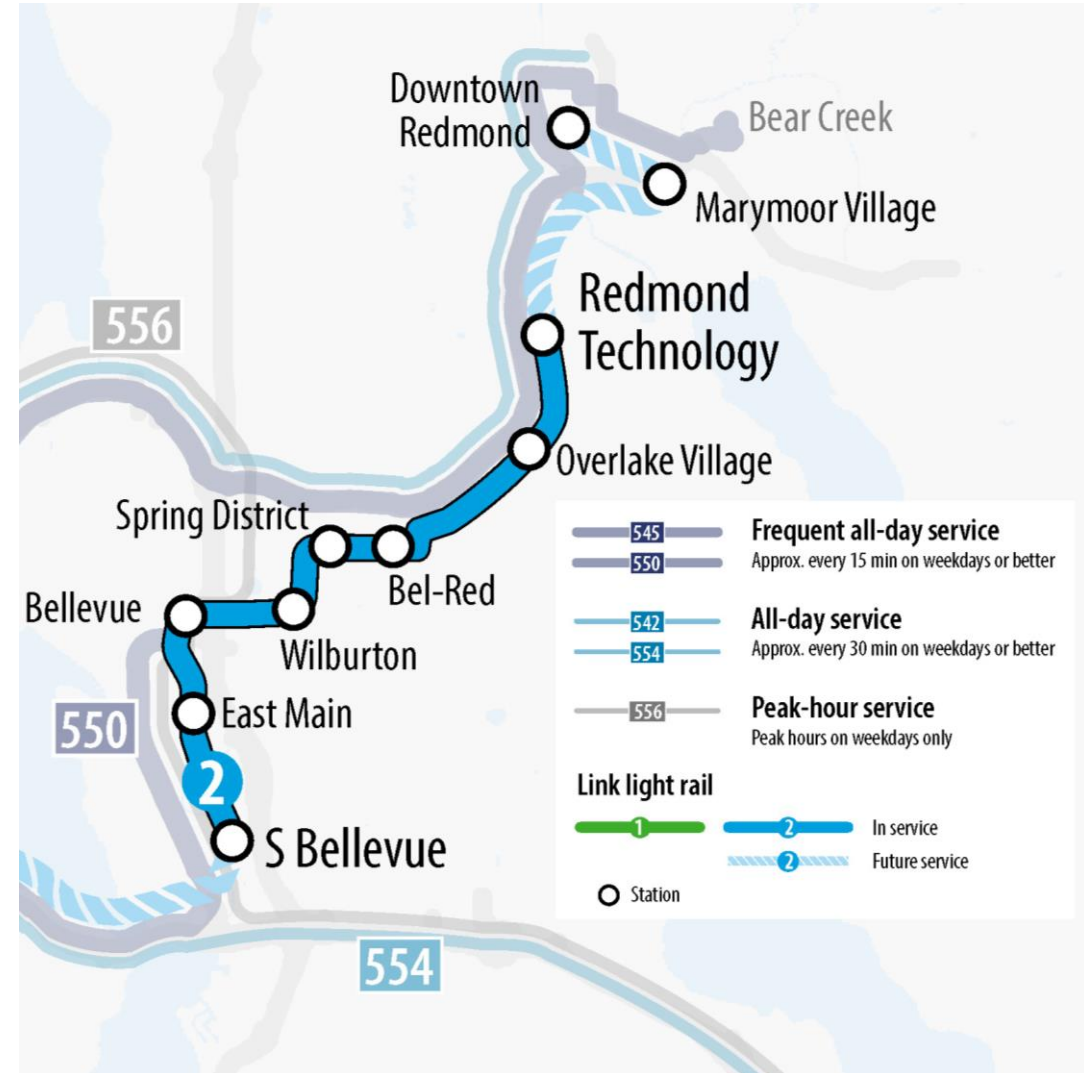 Downtown
Redmond
Bear Creek
Marymoor Village
Redmond
Technology
556
Overlake Village
Spring District
Bel-Red
Bellevue
Wilburton
East Main
550
2
S Bellevue
554
545
Frequent all-day service
550
Approx. every 15 min on weekdays or better
542
All-day service
554
Approx. every 30 min on weekdays or better
556
Peak-hour service
Peak hours on weekdays only
Link light rail
1
2
In service
2
Future service
Station